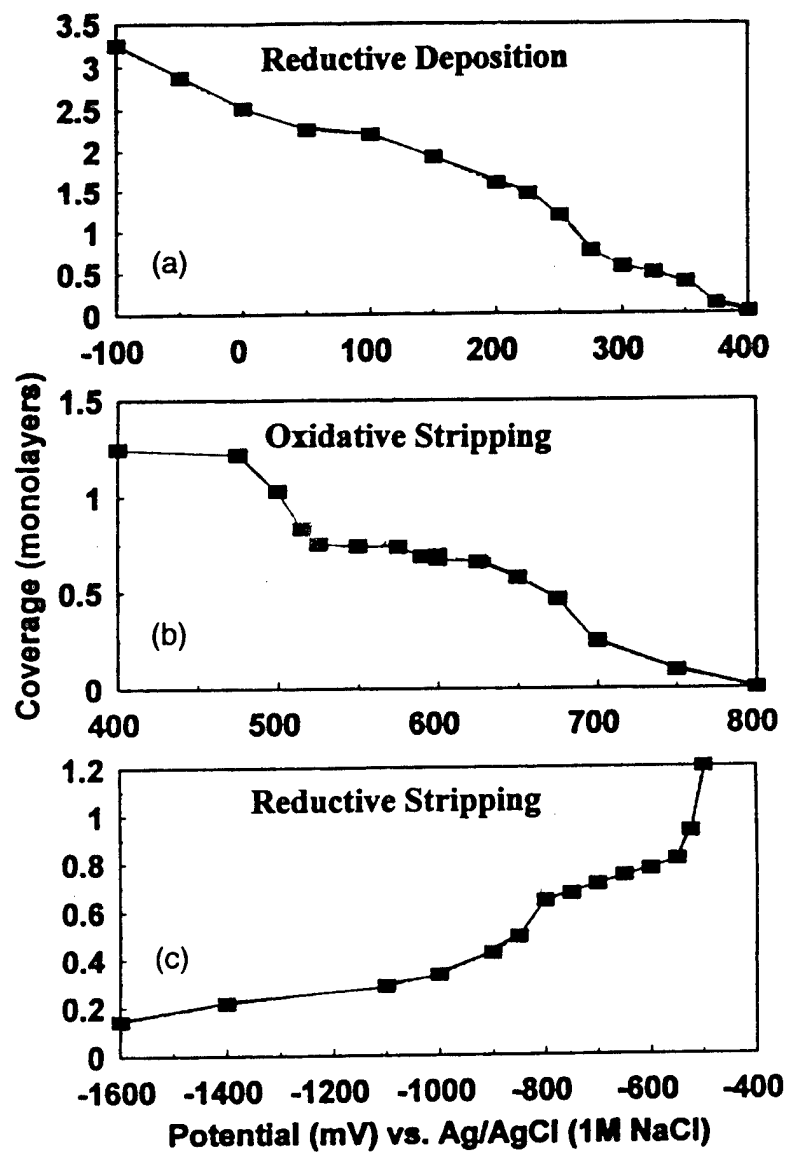 Coverage (monolayers)
3.5
3
2.5
2
1.5
1
0.5
0
Reductive Deposition
(a)
-100 0 100 200 300 400
1.5
1
0.5
0
Oxidative Stripping
(b)
400 500 600 700 800
1.2
1
0.8
0.6
0.4
0.2
0
Reductive Stripping
(c)
-1600 -1400 -1200 -1000 -800 -600 -400
Potential (mV) vs. Ag/AgCl (1M NaCl)